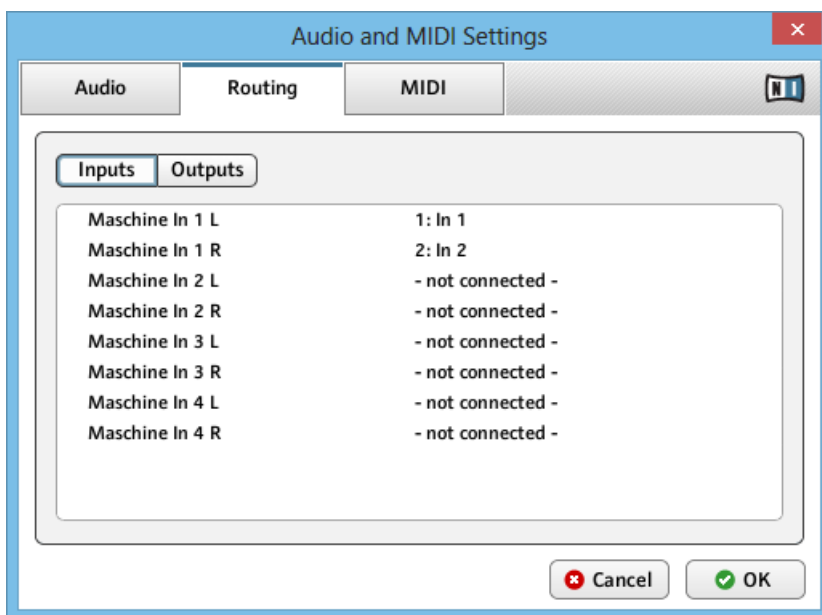 Audio and MIDI Settings
Audio Routing MIDI
NI
Inputs Outputs
Maschine In 1 L 1: In 1
Maschine In 1 R 2: In 2
Maschine In 2 L - not connected -
Maschine In 2 R - not connected -
Maschine In 3 L - not connected -
Maschine In 3 R - not connected -
Maschine In 4 L - not connected -
Maschine In 4 R - not connected -
Cancel OK